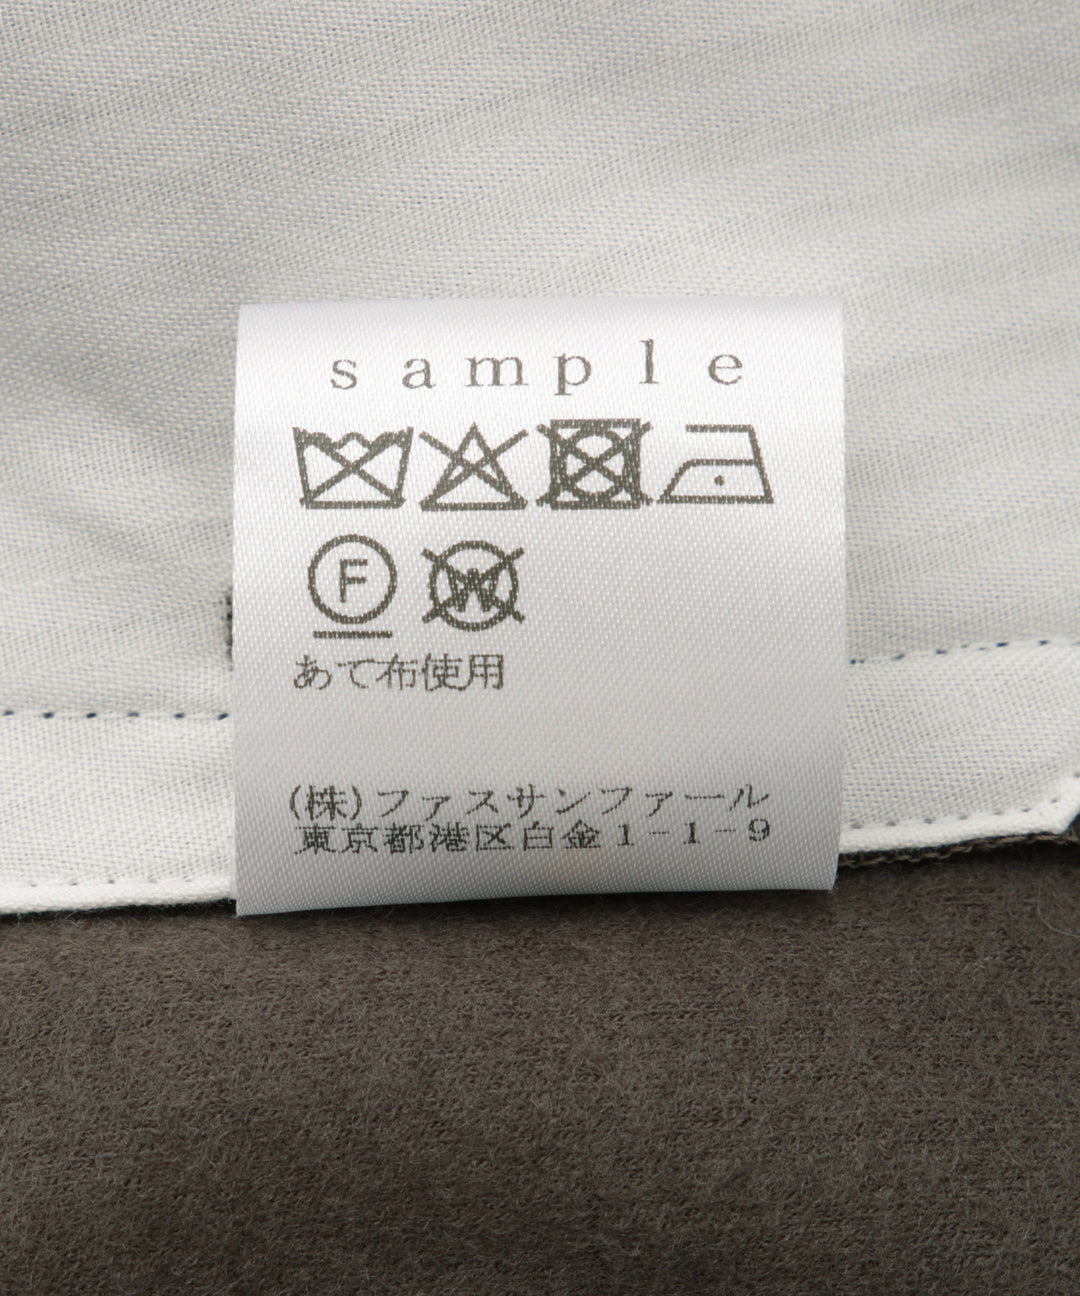 sample
F W
あて布使用
(株)ファスサンファール
東京都港区白金1-1-9